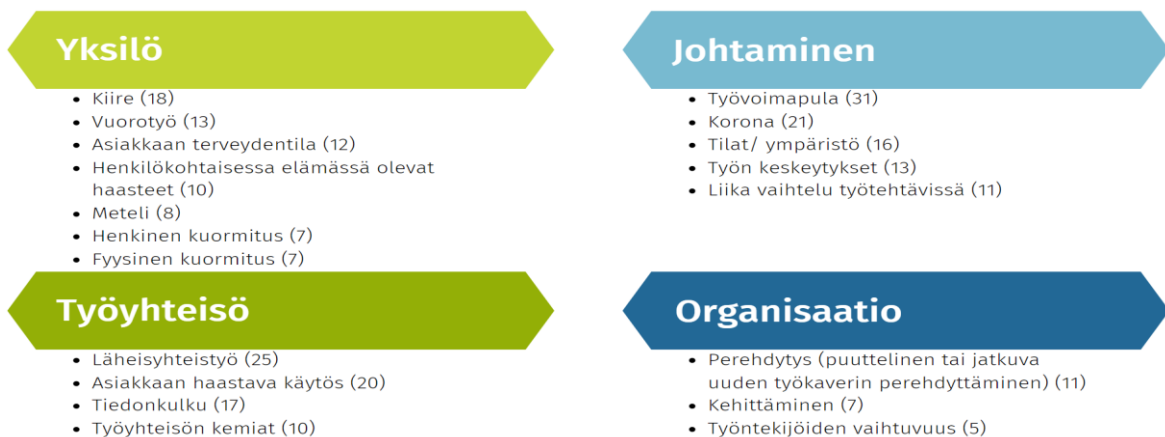 Yksilö
• Kiire (18)
• Vuorotyö (13)
• Asiakkaan terveydentila (12)
• Henkilökohtaisessa elämässä olevat
haasteet (10)
• Meteli (8)
• Henkinen kuormitus (7)
• Fyysinen kuormitus (7)
Johtaminen
• Työvoimapula (31)
• Korona (21)
• Tilat/ ympäristö (16)
• Työn keskeytykset (13)
• Liika vaihtelu työtehtävissä (11)
Työyhteisö
• Läheisyhteistyö (25)
• Asiakkaan haastava käytös (20)
• Tiedonkulku (17)
• Työyhteisön kemiat (10)
Organisaatio
• Perehdytys (puuttelinen tai jatkuva
uuden työkaverin perehdyttäminen) (11)
• Kehittäminen (7)
• Työntekijöiden vaihtuvuus (5)